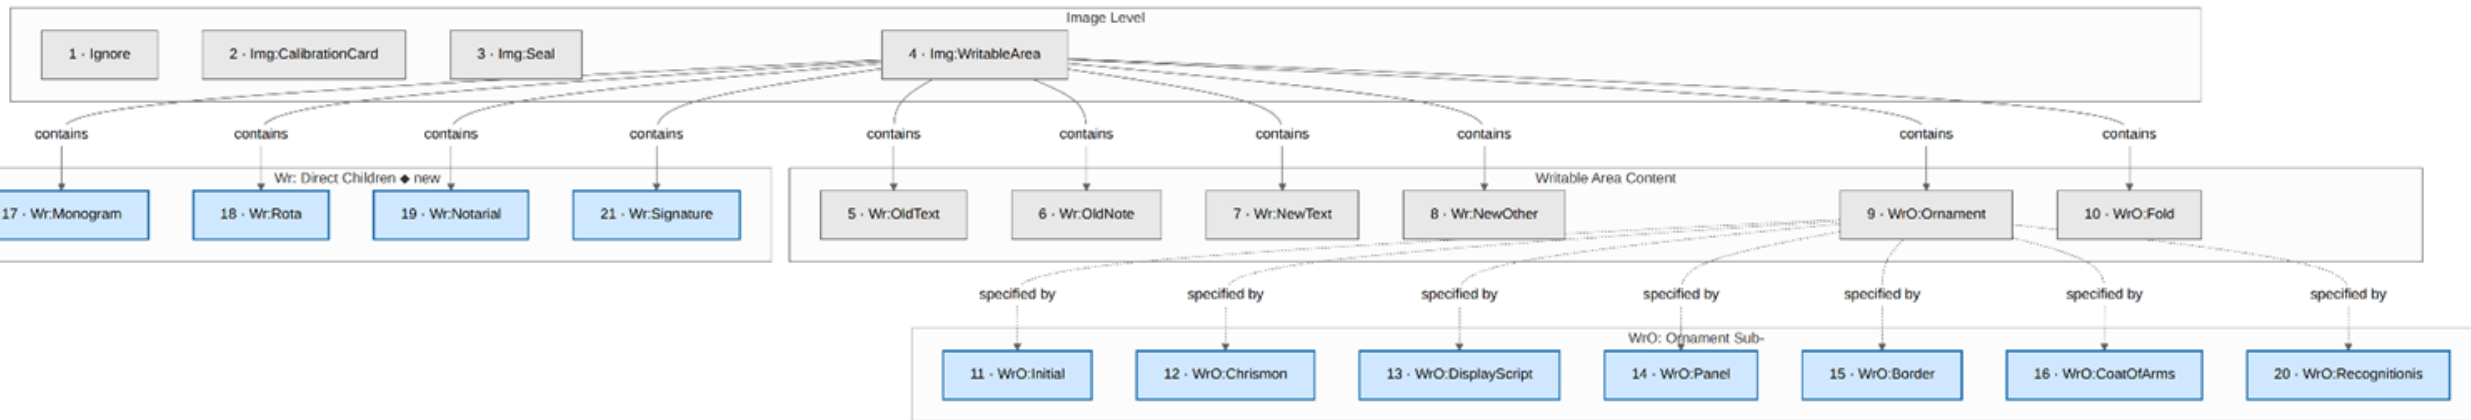 Image Level
1 · Ignore
2 · Img:CalibrationCard
3 · Img:Seal
4 · Img:WritableArea
contains
contains
contains
contains
contains
contains
contains
contains
contains
contains
Wr: Direct Children ◆ new
17 · Wr:Monogram
18 · Wr:Rota
19 · Wr:Notarial
21 · Wr:Signature
Writable Area Content
5 · Wr:OldText
6 · Wr:OldNote
7 · Wr:NewText
8 · Wr:NewOther
9 · WrO:Ornament
10 · WrO:Fold
specified by
specified by
specified by
specified by
specified by
specified by
specified by
WrO: Ornament Sub-
11 · WrO:Initial
12 · WrO:Chrismon
13 · WrO:DisplayScript
14 · WrO:Panel
15 · WrO:Border
16 · WrO:CoatOfArms
20 · WrO:Recognitionis